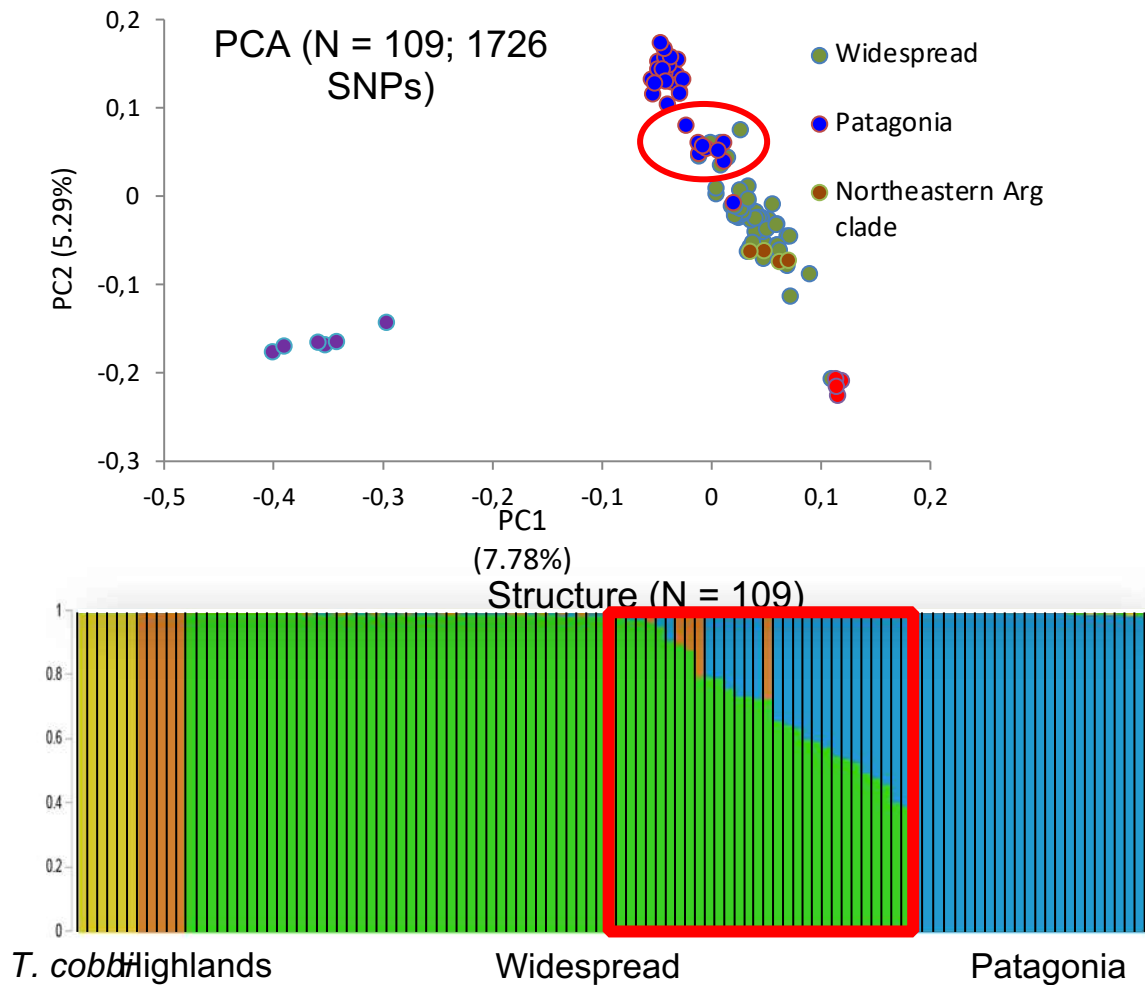 PCA (N = 109; 1726
SNPs)
0,2
0,1
0
-0,1
-0,2
-0,3
PC2 (5.29%)
-0,5
-0,4
-0,3
-0,2
-0,1
0
0,1
0,2
PC1
(7.78%)
Widespread
Patagonia
Northeastern Arg
clade
Structure (N = 109)
1
0.8
0.6
0.4
0.2
0
T. cobbi
Highlands
Widespread
Patagonia